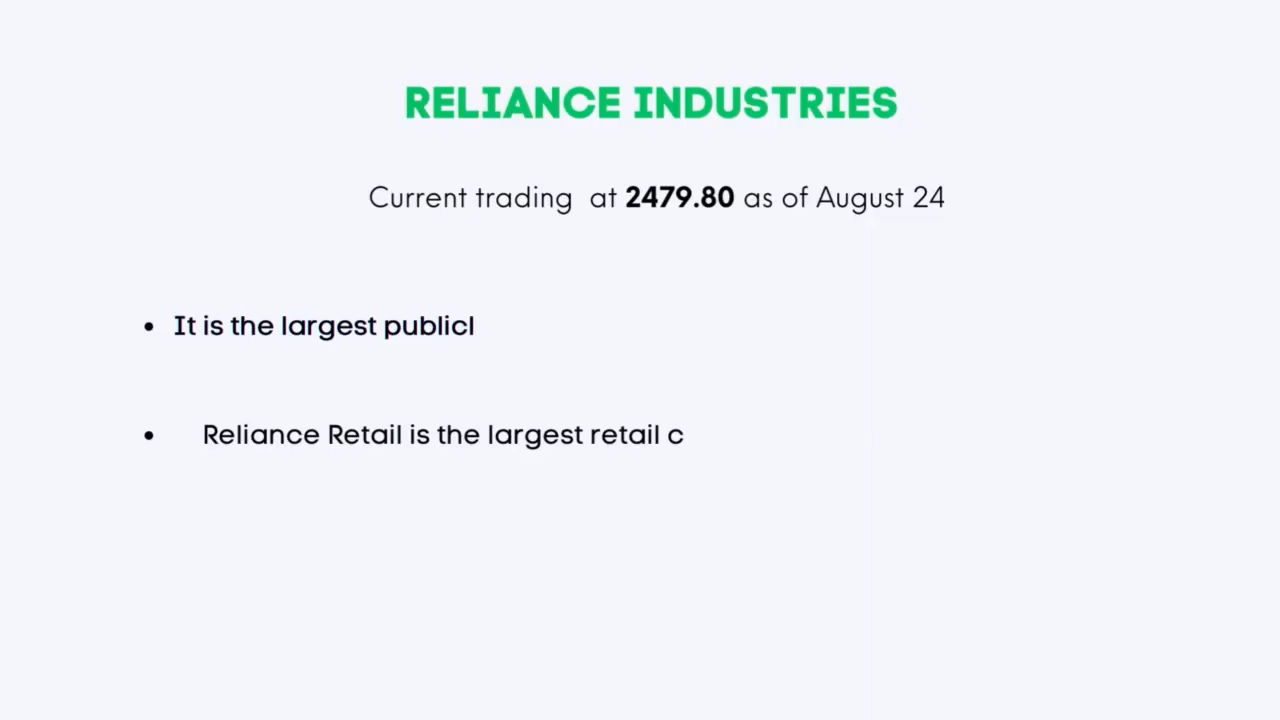 RELIANCE INDUSTRIES
Current trading at 2479.80 as of August 24
• It is the largest publicl
• Reliance Retail is the largest retail c